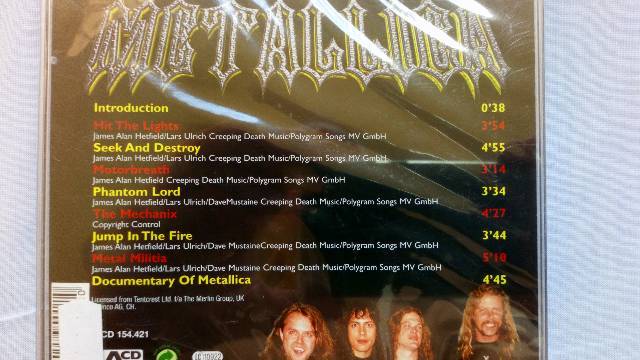 METALLICA
Introduction 0'38
Hit The Lights 3'54
James Alan Hetfield/Lars Ulrich Creeping Death Music/Polygram Songs MV GmbH
Seek And Destroy 4'55
James Alan Hetfield/Lars Ulrich Creeping Death Music/Polygram Songs MV GmbH
Motorbreath 3'14
James Alan Hetfield Creeping Death Music/Polygram Songs MV GmbH
Phantom Lord 3'34
James Alan Hetfield/Lars Ulrich/DaveMustaine Creeping Death Music/Polygram Songs MV GmbH
The Mechanix 4'27
Copyright Control
Jump In The Fire 3'44
James Alan Hetfield/Lars Ulrich/Dave MustaineCreeping Death Music/Polygram Songs MV GmbH
Metal Militia 5'10
James Alan Hetfield/Lars Ulrich/Dave Mustaine Creeping Death Music/Polygram Songs MV GmbH
Documentary Of Metallica 4'45
Licensed from Tentcrest Ltd. t/a The Merlin Group, UK
AG, CH.
CD 154.421
ACD